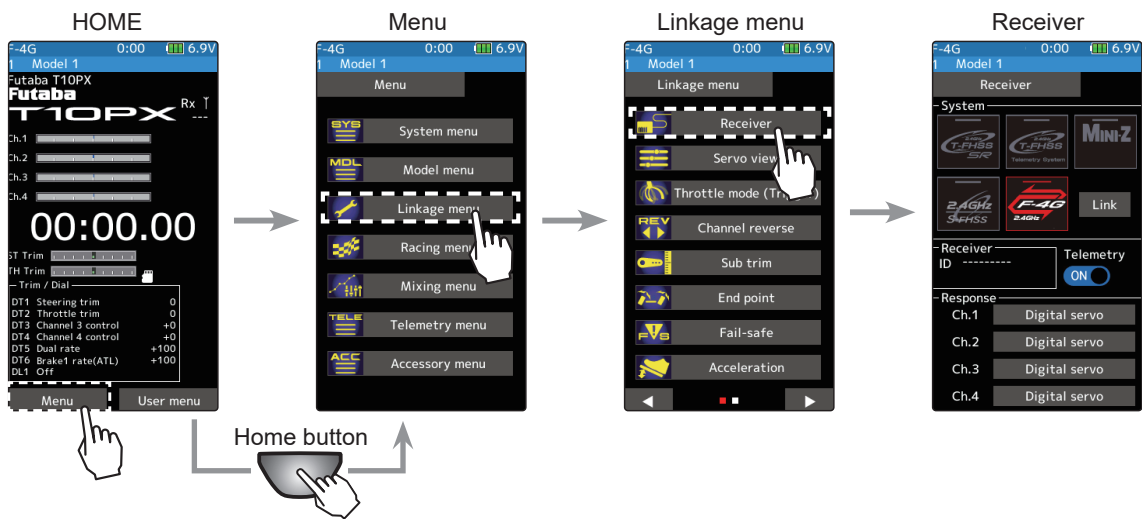 HOME
F-4G 0:00 6.9V
1 Model 1
Futaba T10PX
Futaba
T10PX
Rx
---
Ch.1
Ch.2
Ch.3
Ch.4
00:00.00
ST Trim
TH Trim
Trim / Dial
DT1 Steering trim 0
DT2 Throttle trim 0
DT3 Channel 3 control +0
DT4 Channel 4 control +0
DT5 Dual rate +100
DT6 Brake1 rate(ATL) +100
DL1 Off
Menu User menu
Home button
Menu
F-4G 0:00 6.9V
1 Model 1
Menu
SYS System menu
MDL Model menu
Linkage menu
Racing menu
Mixing menu
TELE Telemetry menu
ACC Accessory menu
Linkage menu
F-4G 0:00 6.9V
1 Model 1
Linkage menu
Receiver
Servo view
Throttle mode (Tri
REV Channel reverse
Sub trim
End point
F/S Fail-safe
Acceleration
Receiver
F-4G 0:00 6.9V
1 Model 1
Receiver
System
2.4GHz T-FHSS SR
2.4GHz T-FHSS Telemetry System
MINI-Z
2.4GHz S-FHSS
F-4G 2.4GHz
Link
Receiver
ID ---------
Telemetry
ON
Response
Ch.1 Digital servo
Ch.2 Digital servo
Ch.3 Digital servo
Ch.4 Digital servo